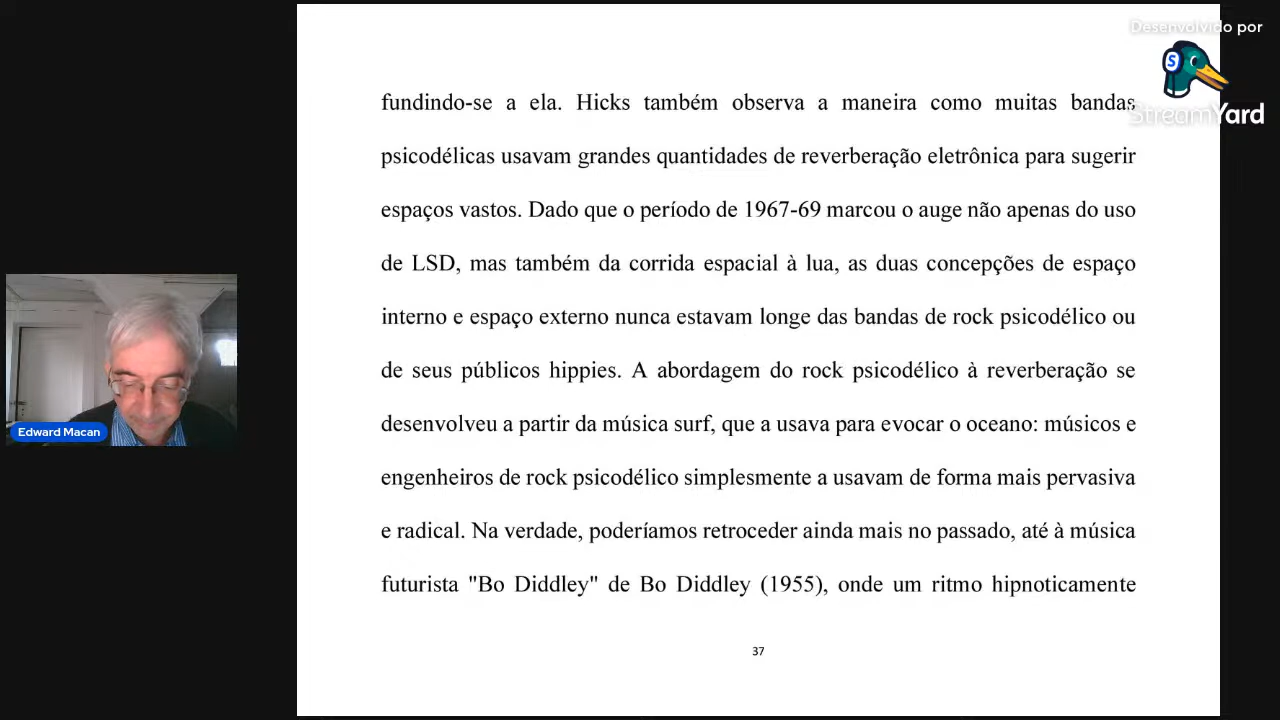 Desenvolvido por
StreamYard
fundindo-se a ela. Hicks também observa a maneira como muitas bandas
psicodélicas usavam grandes quantidades de reverberação eletrônica para sugerir
espaços vastos. Dado que o período de 1967-69 marcou o auge não apenas do uso
de LSD, mas também da corrida espacial à lua, as duas concepções de espaço
interno e espaço externo nunca estavam longe das bandas de rock psicodélico ou
de seus públicos hippies. A abordagem do rock psicodélico à reverberação se
desenvolveu a partir da música surf, que a usava para evocar o oceano: músicos e
engenheiros de rock psicodélico simplesmente a usavam de forma mais pervasiva
e radical. Na verdade, poderíamos retroceder ainda mais no passado, até à música
futurista "Bo Diddley" de Bo Diddley (1955), onde um ritmo hipnoticamente
37
Edward Macan